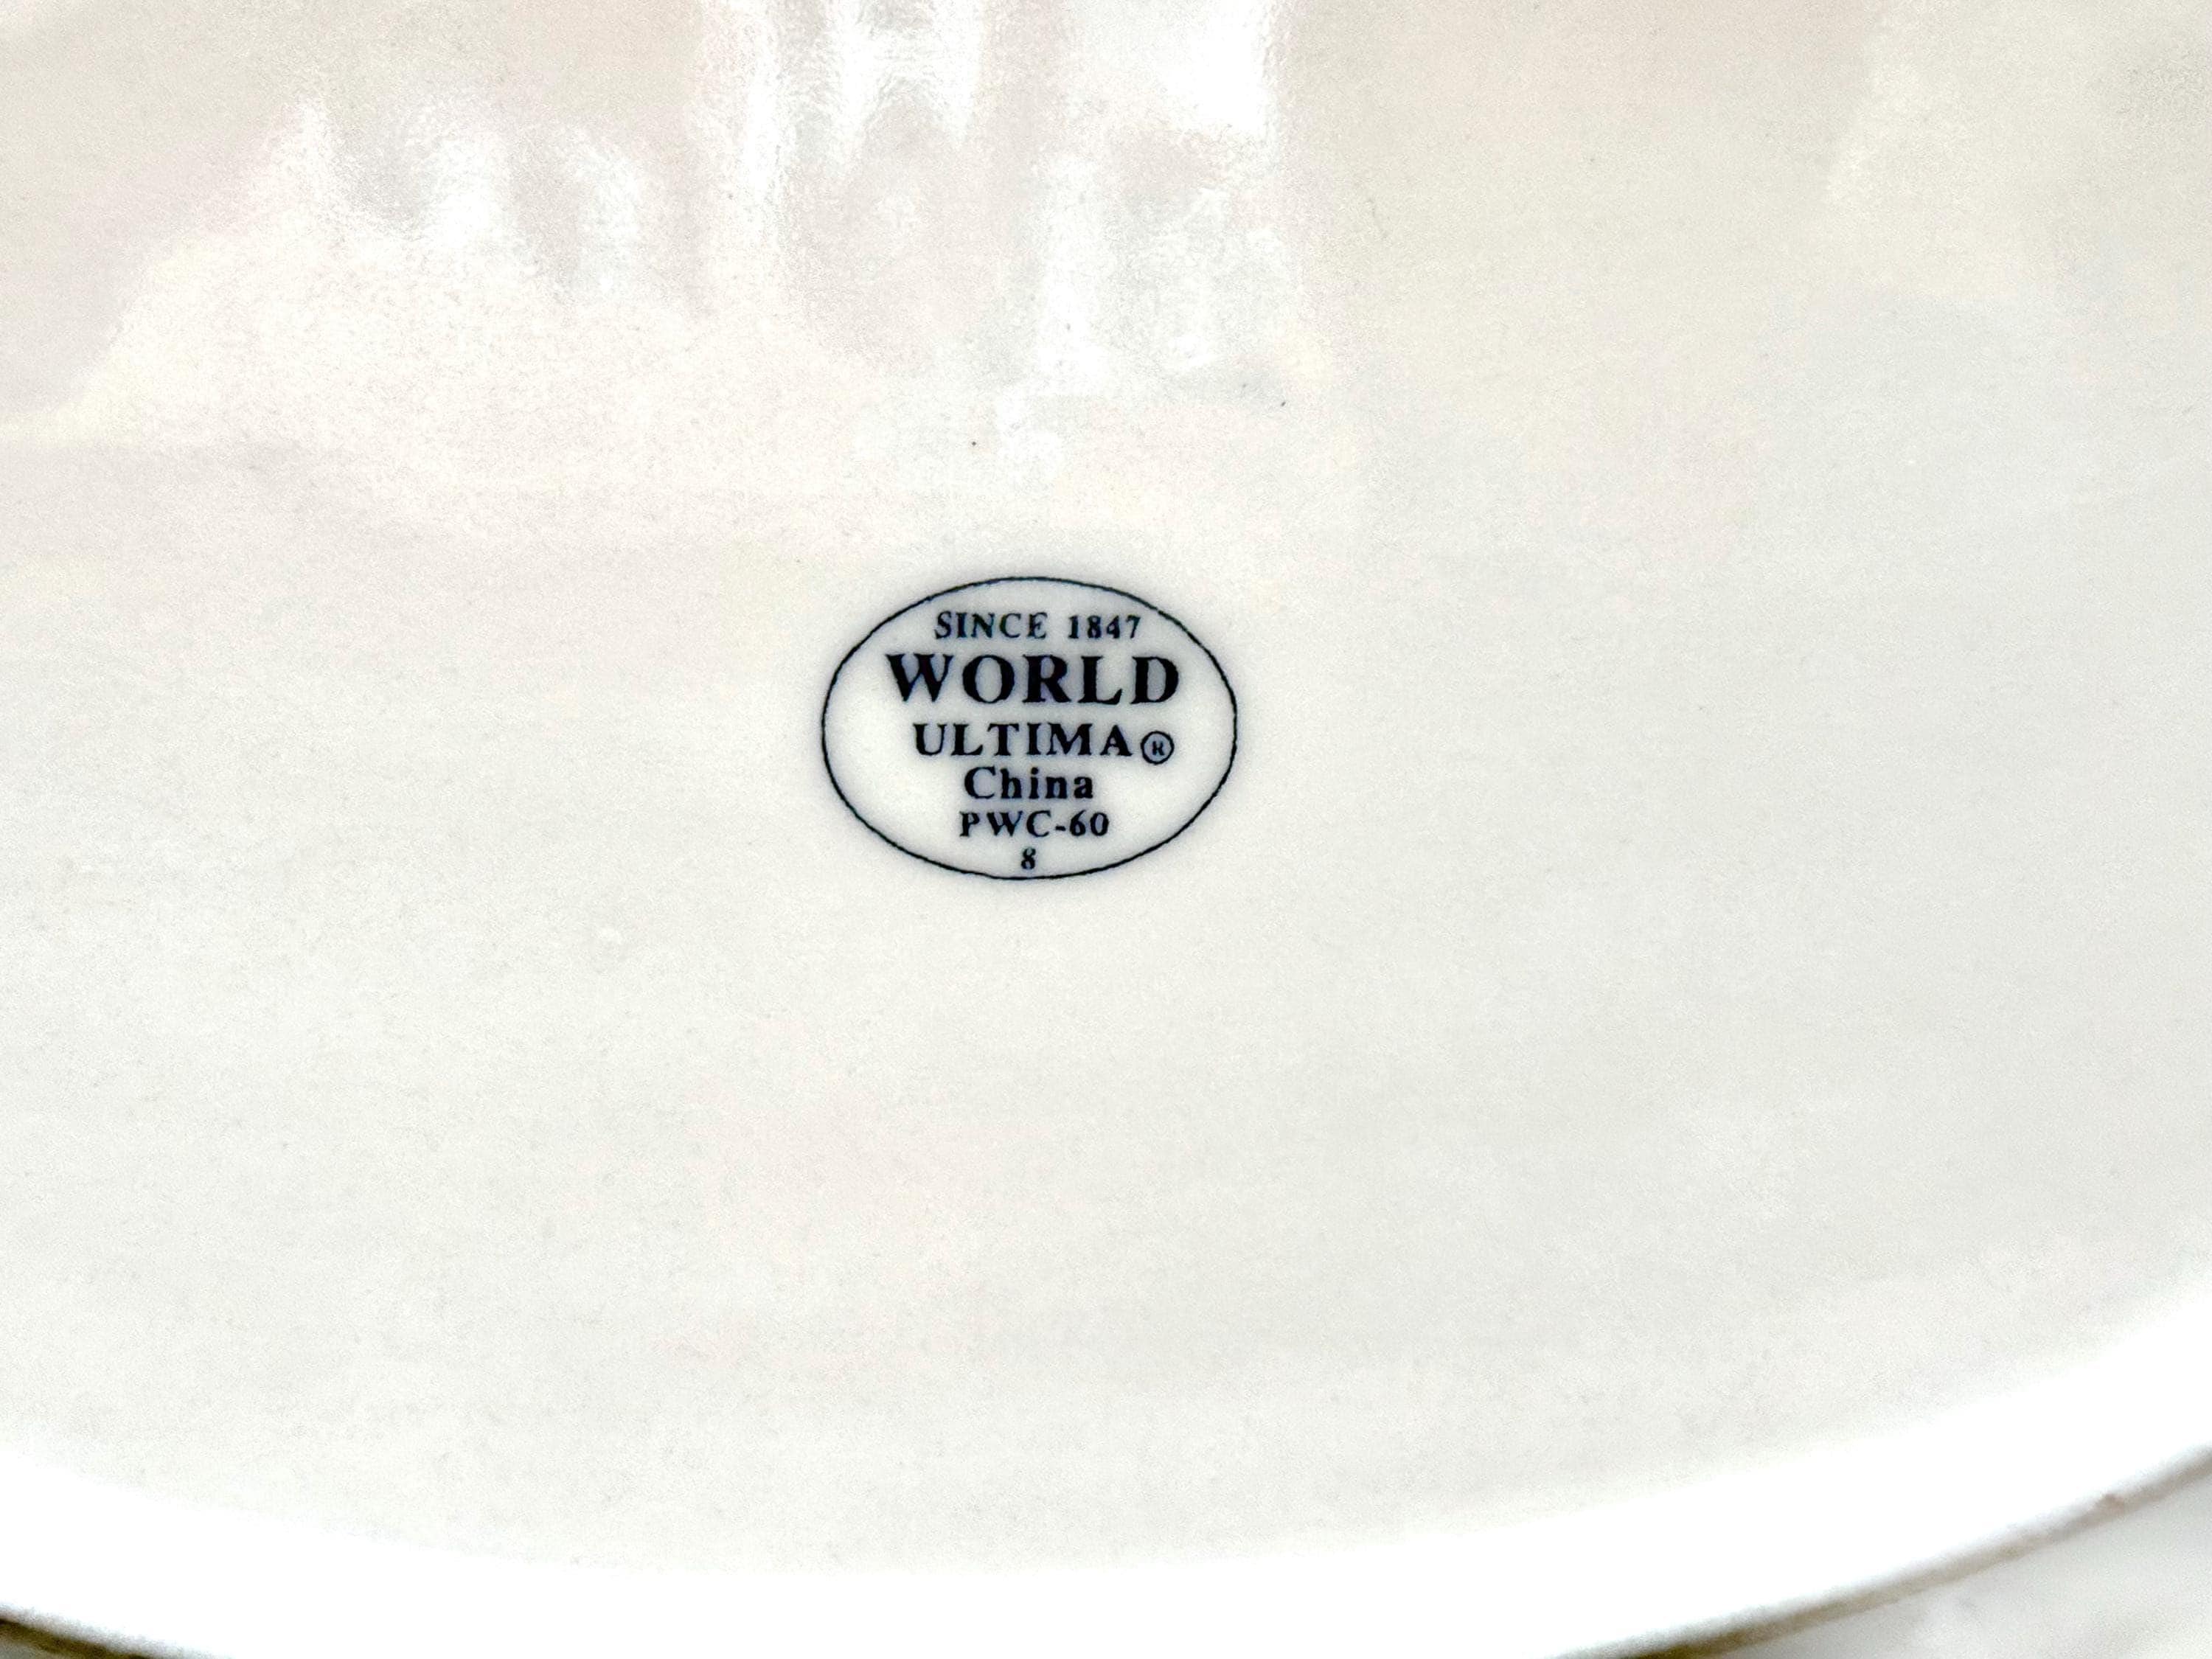 SINCE 1847
WORLD
ULTIMA®
China
PWC-60
8